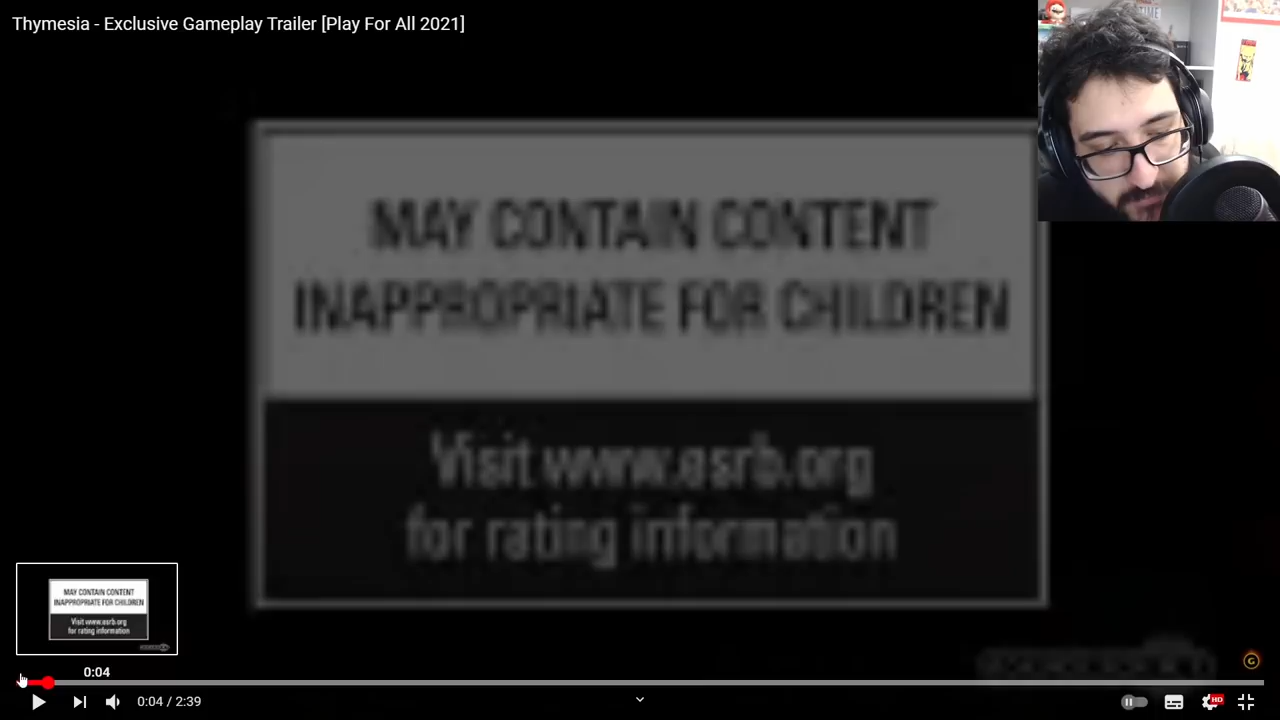 Thymesia - Exclusive Gameplay Trailer [Play For All 2021]
MAY CONTAIN CONTENT
INAPPROPRIATE FOR CHILDREN
Visit www.esrb.org
for rating information
MAY CONTAIN CONTENT
INAPPROPRIATE FOR CHILDREN
Visit www.esrb.org
for rating information
0:04
0:04 / 2:39
HD
G